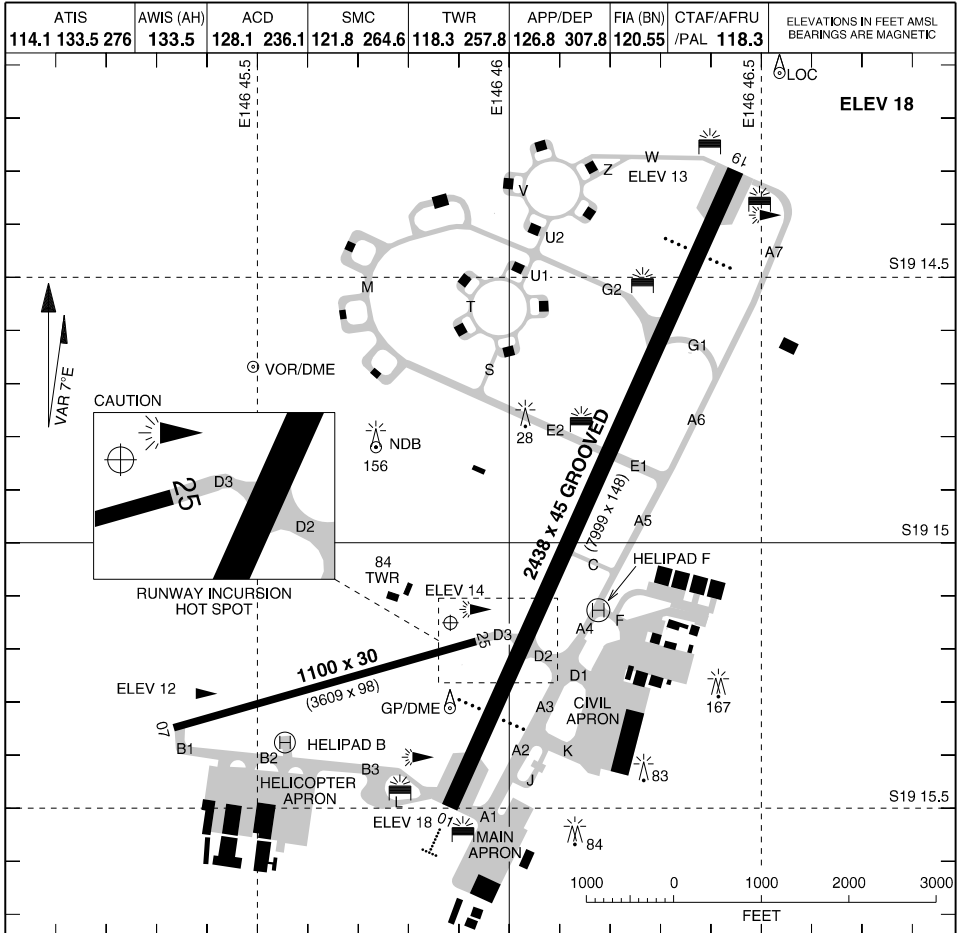 ATIS
114.1 133.5 276
AWIS (AH)
133.5
ACD
128.1 236.1
SMC
121.8 264.6
TWR
118.3 257.8
APP/DEP
126.8 307.8
FIA (BN)
120.55
CTAF/AFRU
/PAL 118.3
ELEVATIONS IN FEET AMSL
BEARINGS ARE MAGNETIC
E146 45.5
E146 46
E146 46.5
LOC
ELEV 18
19
W
ELEV 13
Z
V
U2
A7
S19 14.5
U1
G2
M
T
G1
VAR 7°E
VOR/DME
S
CAUTION
A6
28
E2
NDB
156
E1
25
D3
D2
2438 x 45 GROOVED
(7999 x 148)
A5
S19 15
RUNWAY INCURSION
HOT SPOT
84
TWR
C
HELIPAD F
ELEV 14
H
F
A4
25
D3
D2
D1
1100 x 30
(3609 x 98)
ELEV 12
167
GP/DME
A3
CIVIL
APRON
07
B1
H
HELIPAD B
B2
B3
A2
K
J
83
HELICOPTER
APRON
L
S19 15.5
ELEV 18
01
A1
MAIN
APRON
84
1000
0
1000
2000
3000
FEET